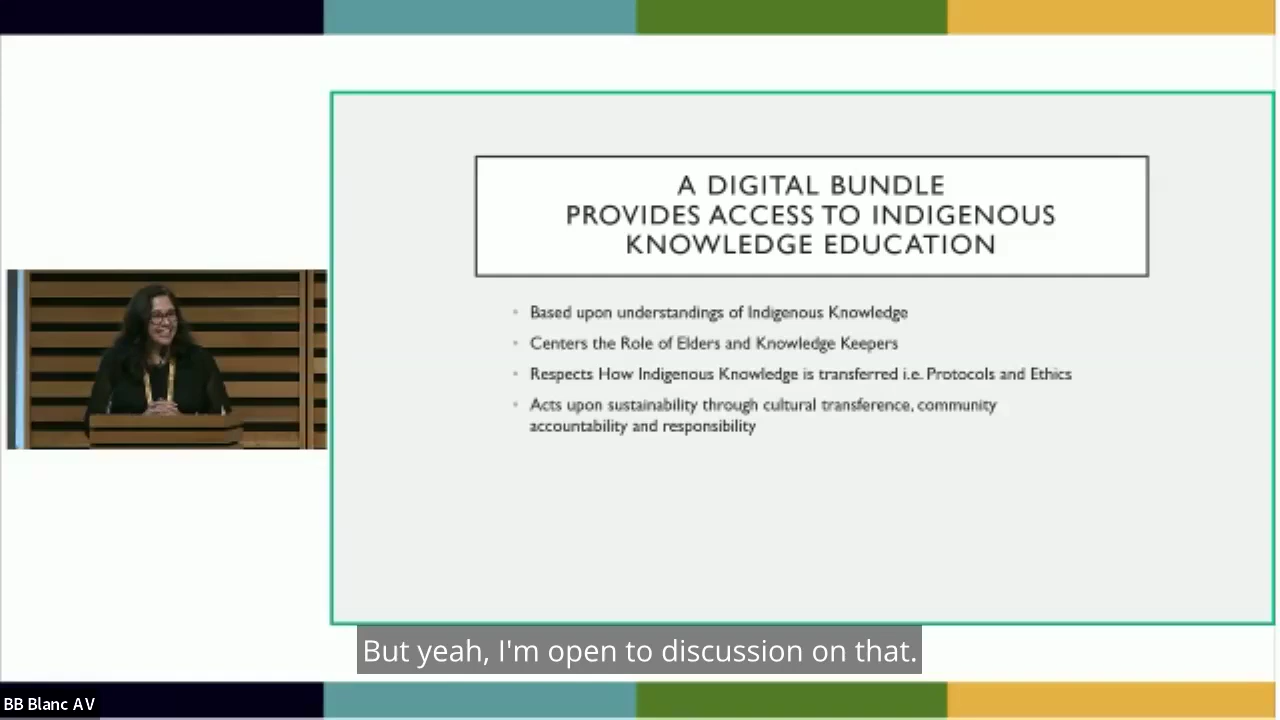 A DIGITAL BUNDLE
PROVIDES ACCESS TO INDIGENOUS
KNOWLEDGE EDUCATION
• Based upon understandings of Indigenous Knowledge
• Centers the Role of Elders and Knowledge Keepers
• Respects How Indigenous Knowledge is transferred i.e. Protocols and Ethics
• Acts upon sustainability through cultural transference, community
accountability and responsibility
But yeah, I'm open to discussion on that.
BB Blanc AV